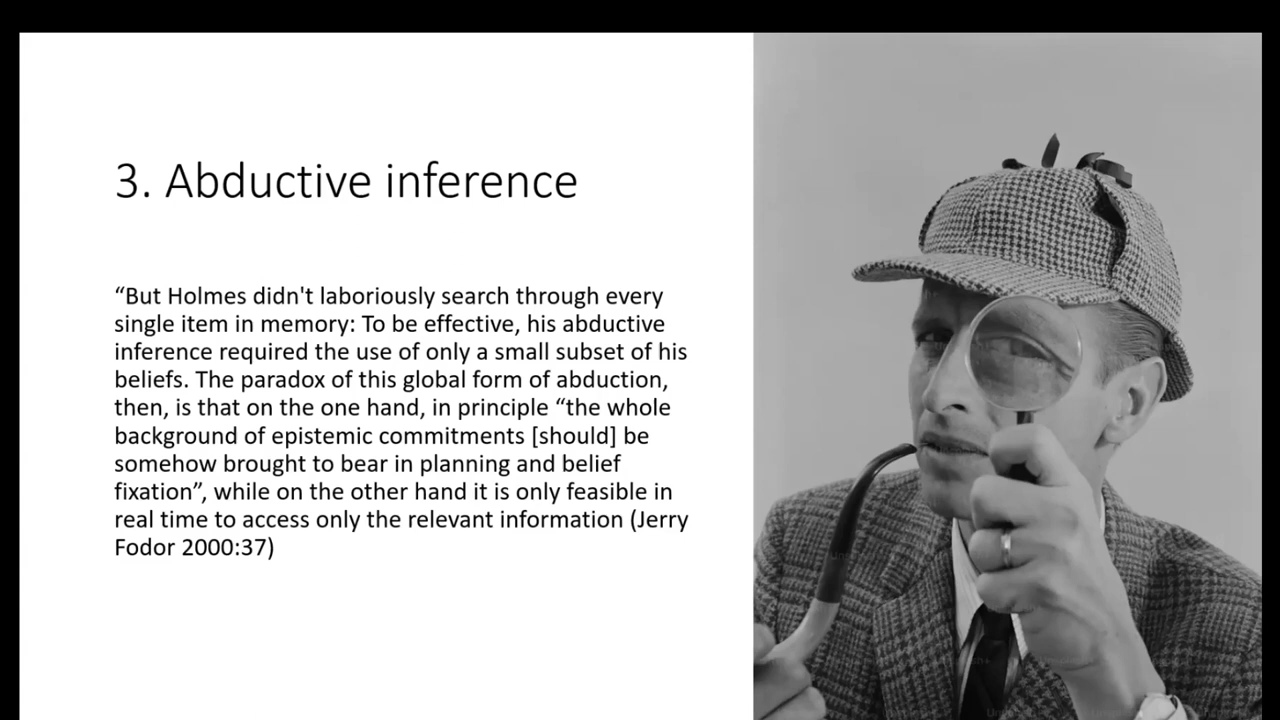 3. Abductive inference
“But Holmes didn't laboriously search through every
single item in memory: To be effective, his abductive
inference required the use of only a small subset of his
beliefs. The paradox of this global form of abduction,
then, is that on the one hand, in principle “the whole
background of epistemic commitments [should] be
somehow brought to bear in planning and belief
fixation”, while on the other hand it is only feasible in
real time to access only the relevant information (Jerry
Fodor 2000:37)